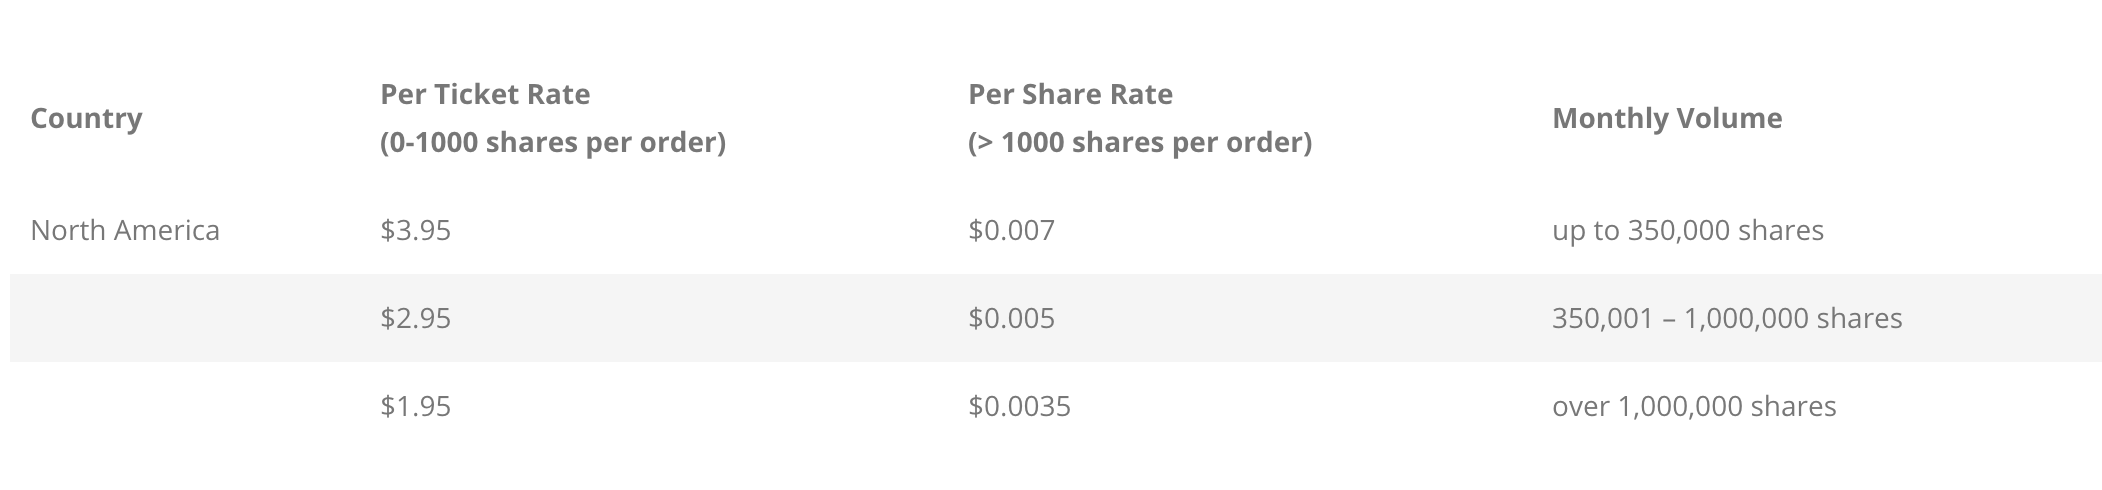 Country
Per Ticket Rate
(0-1000 shares per order)
Per Share Rate
(> 1000 shares per order)
Monthly Volume
North America $3.95 $0.007 up to 350,000 shares
$2.95 $0.005 350,001 – 1,000,000 shares
$1.95 $0.0035 over 1,000,000 shares